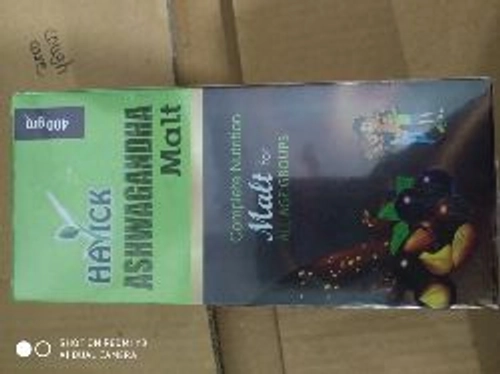 HAVICK
ASHWAGANDHA
Malt
400gm
Complete Nutrition
Malt for
ALL AGE GROUPS
SHOT ON REDMI Y3
AI DUAL CAMERA